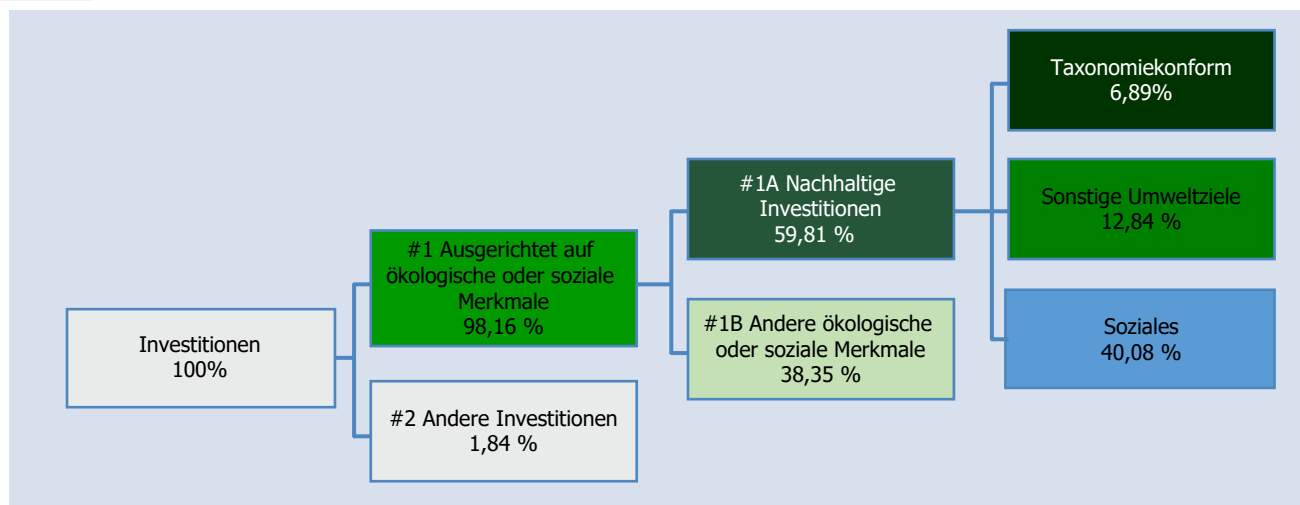 Investitionen
100%
#1 Ausgerichtet auf
ökologische oder soziale
Merkmale
98,16 %
#2 Andere Investitionen
1,84 %
#1A Nachhaltige
Investitionen
59,81 %
#1B Andere ökologische
oder soziale Merkmale
38,35 %
Taxonomiekonform
6,89%
Sonstige Umweltziele
12,84 %
Soziales
40,08 %